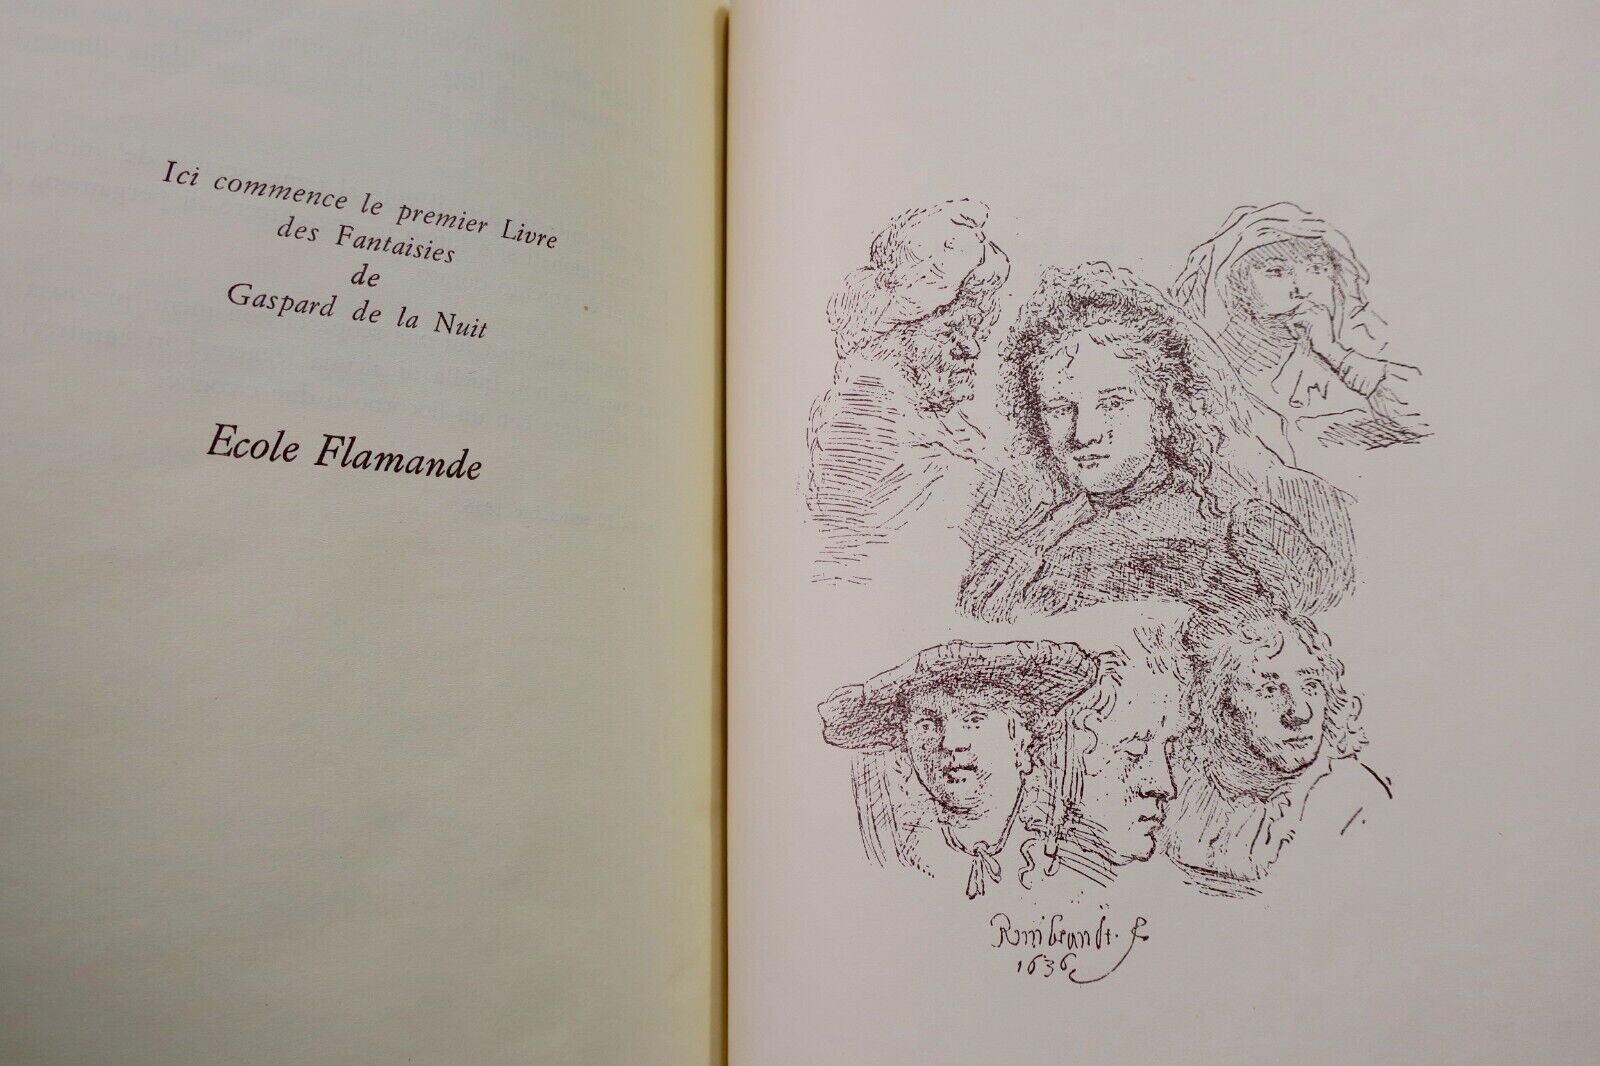 Ici commence le premier Livre
des Fantaisies
de
Gaspard de la Nuit
Ecole Flamande
Rembrandt. f
1636